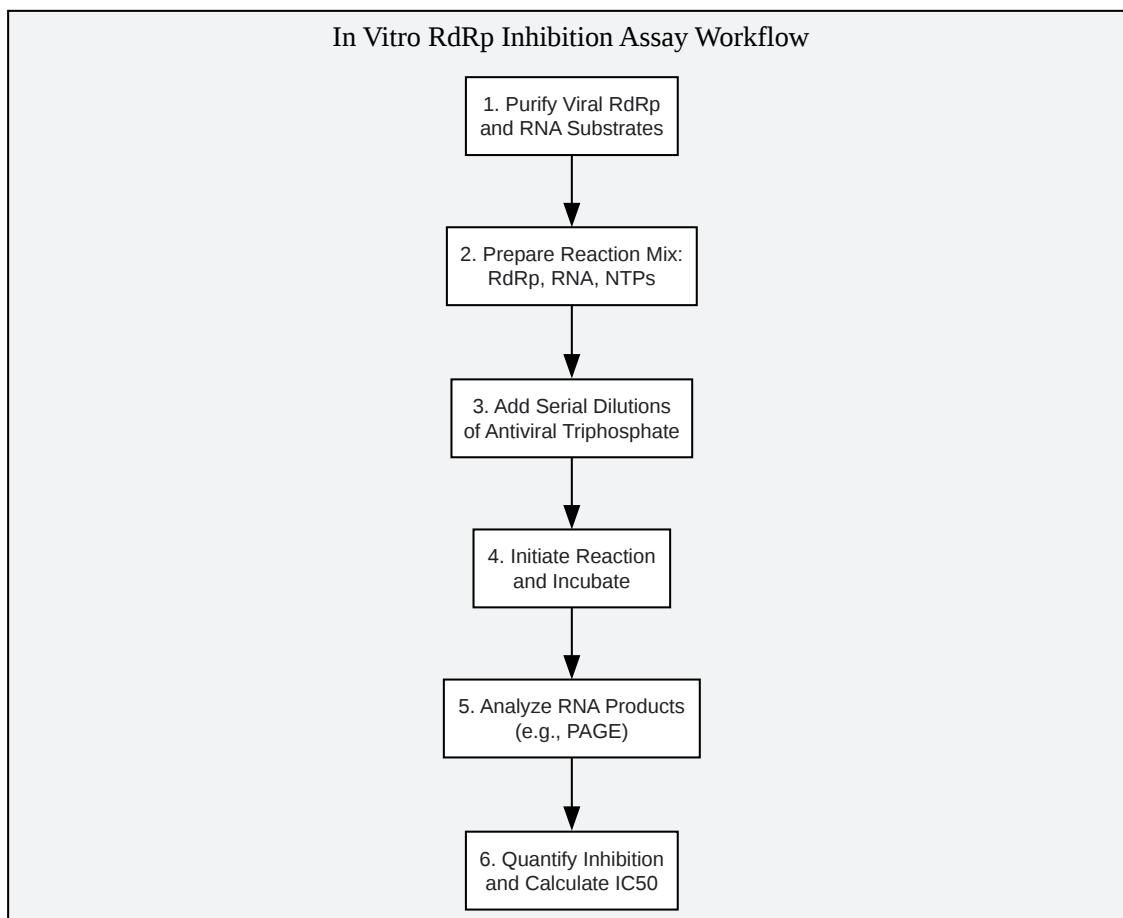 In Vitro RdRp Inhibition Assay Workflow
1. Purify Viral RdRp
and RNA Substrates
2. Prepare Reaction Mix:
RdRp, RNA, NTPs
3. Add Serial Dilutions
of Antiviral Triphosphate
4. Initiate Reaction
and Incubate
5. Analyze RNA Products
(e.g., PAGE)
6. Quantify Inhibition
and Calculate IC50